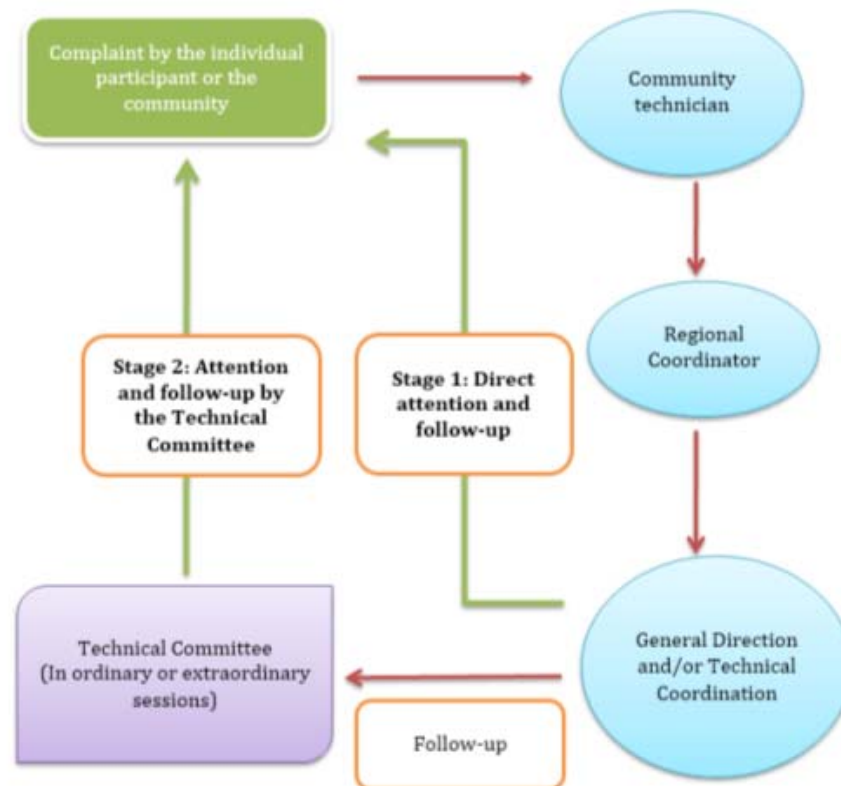 Complaint by the individual
participant or the
community
Community
technician
Regional
Coordinator
Stage 2: Attention
and follow-up by
the Technical
Committee
Stage 1: Direct
attention and
follow-up
Technical Committee
(In ordinary or extraordinary
sessions)
General Direction
and/or Technical
Coordination
Follow-up